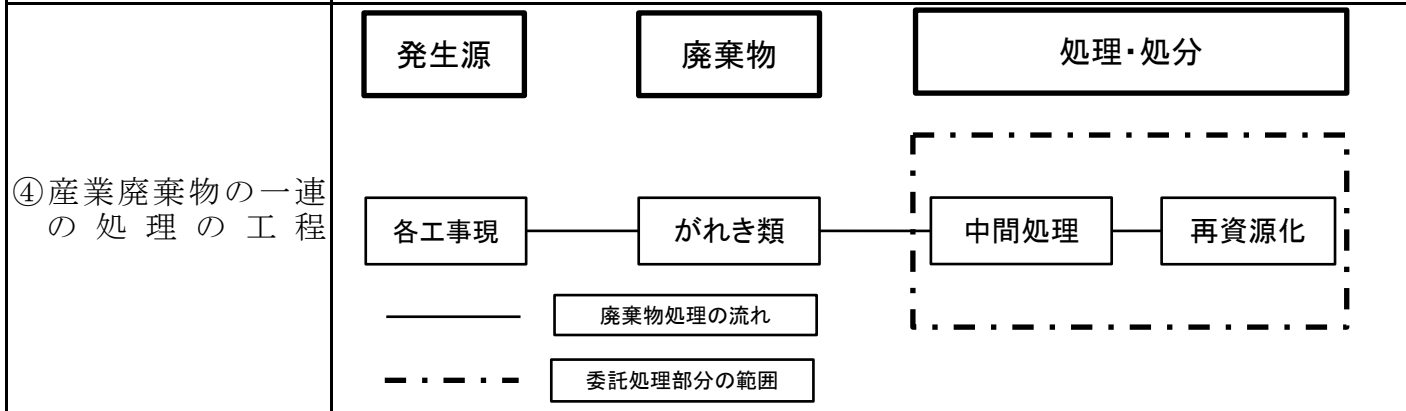 発生源
廃棄物
処理・処分
④産業廃棄物の一連
の処理の工程
各工事現
がれき類
中間処理
再資源化
廃棄物処理の流れ
委託処理部分の範囲